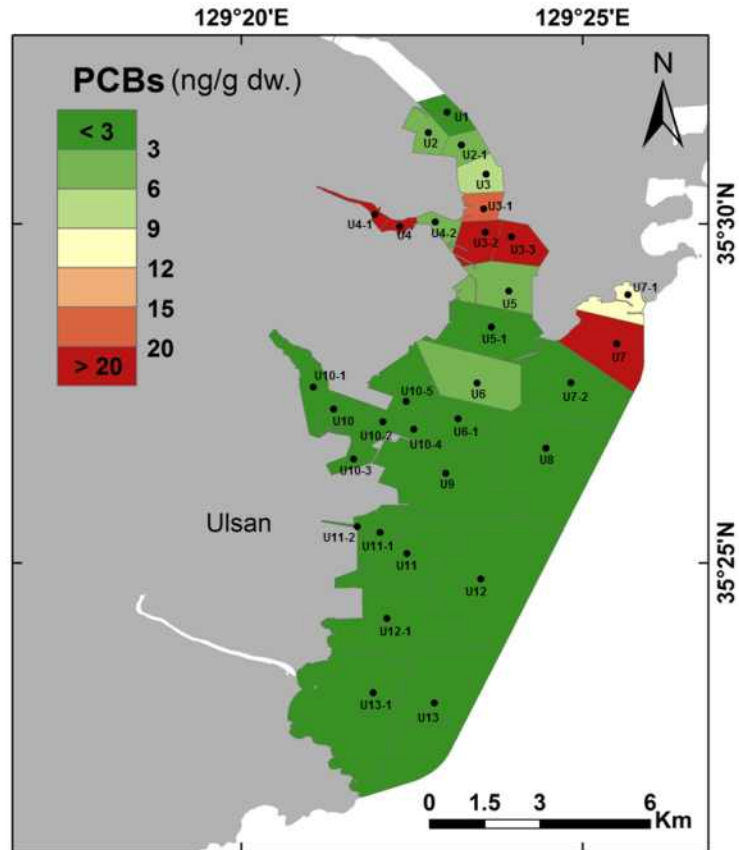 129°20'E 129°25'E
PCBs (ng/g dw.)
N
< 3
3
6
9
12
15
20
> 20
U1
U2
U2-1
U3
U3-1
U4-1
U4
U4-2
U3-2
U3-3
35°30'N
U7-1
U5
U5-1
U7
U10-1
U10-5
U6
U7-2
U10
U10-2
U10-4
U6-1
U10-3
U8
U9
Ulsan
U11-2
U11-1
U11
35°25'N
U12
U12-1
U13-1
U13
0 1.5 3 6
Km